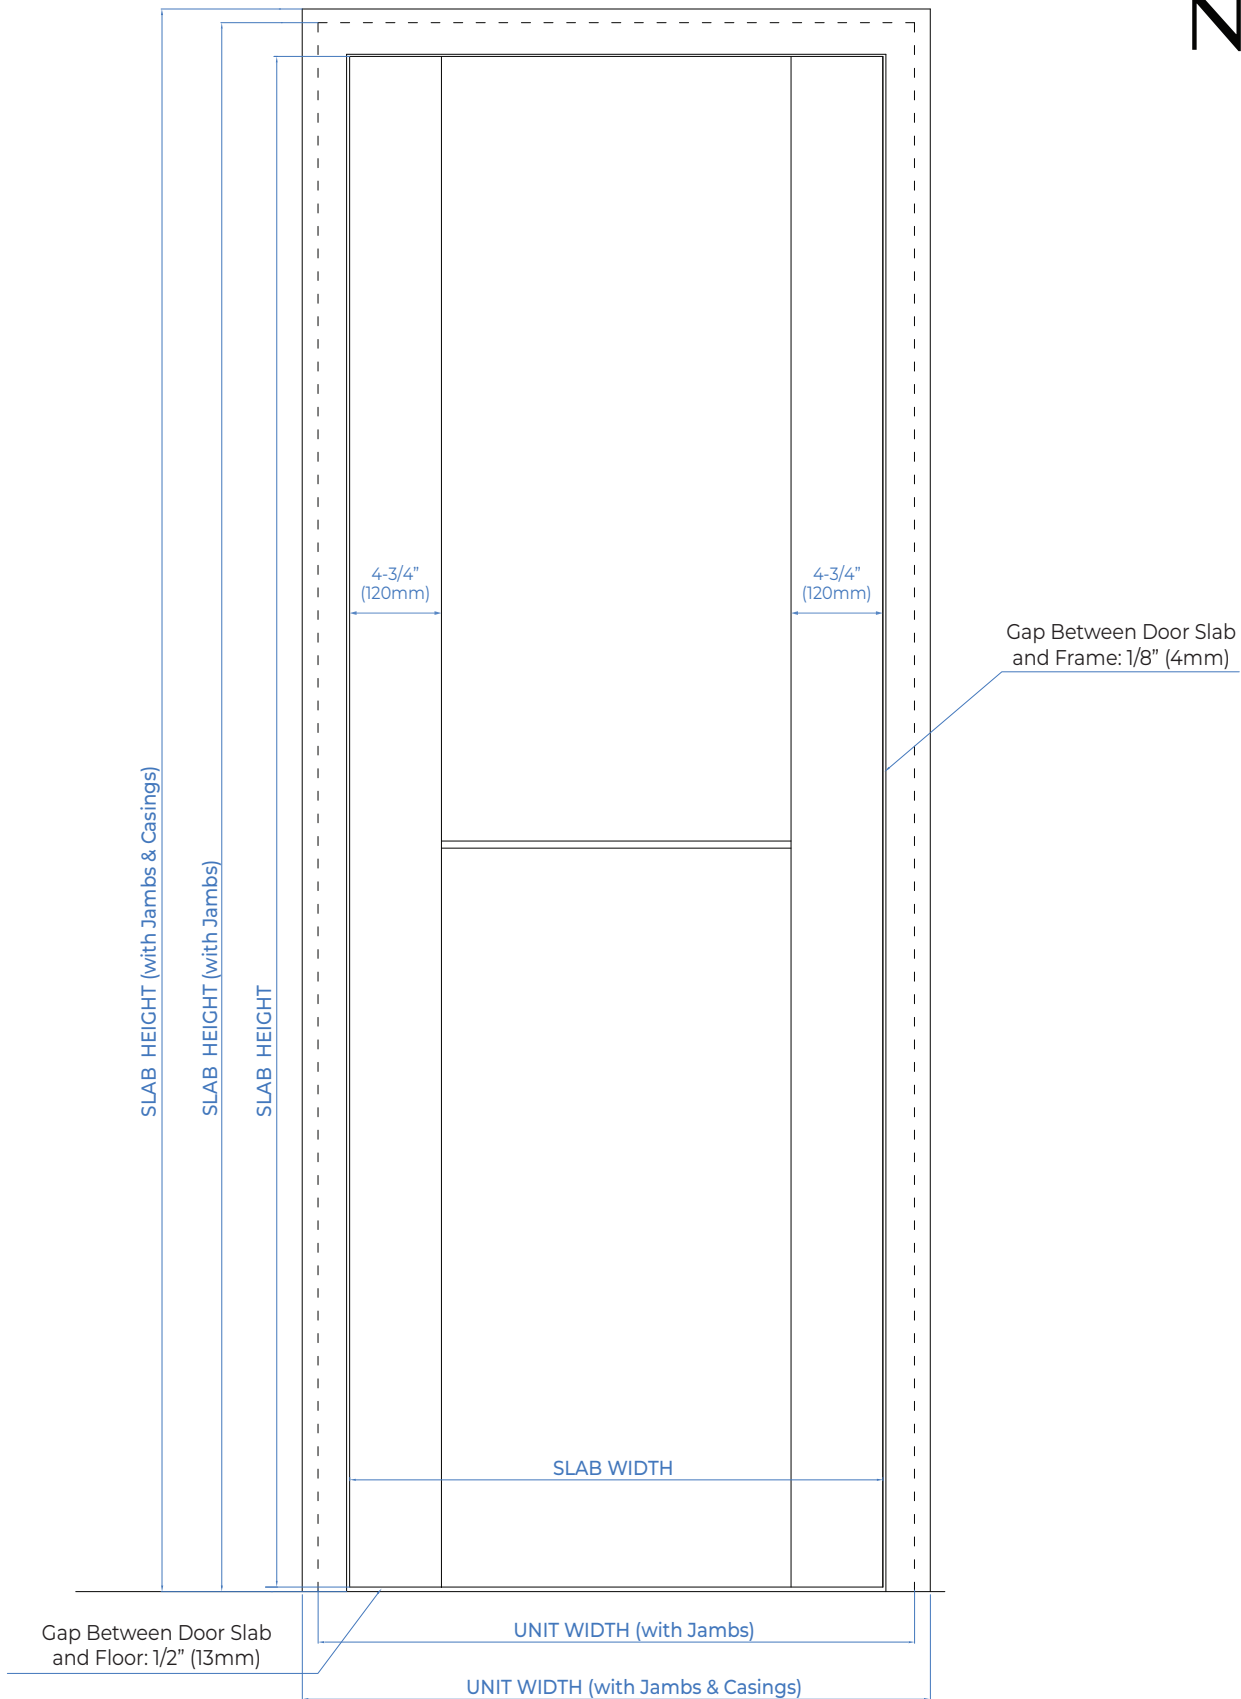 N
4-3/4”
(120mm)
4-3/4”
(120mm)
Gap Between Door Slab
and Frame: 1/8” (4mm)
SLAB HEIGHT (with Jambs & Casings)
SLAB HEIGHT (with Jambs)
SLAB HEIGHT
SLAB WIDTH
Gap Between Door Slab
and Floor: 1/2” (13mm)
UNIT WIDTH (with Jambs)
UNIT WIDTH (with Jambs & Casings)